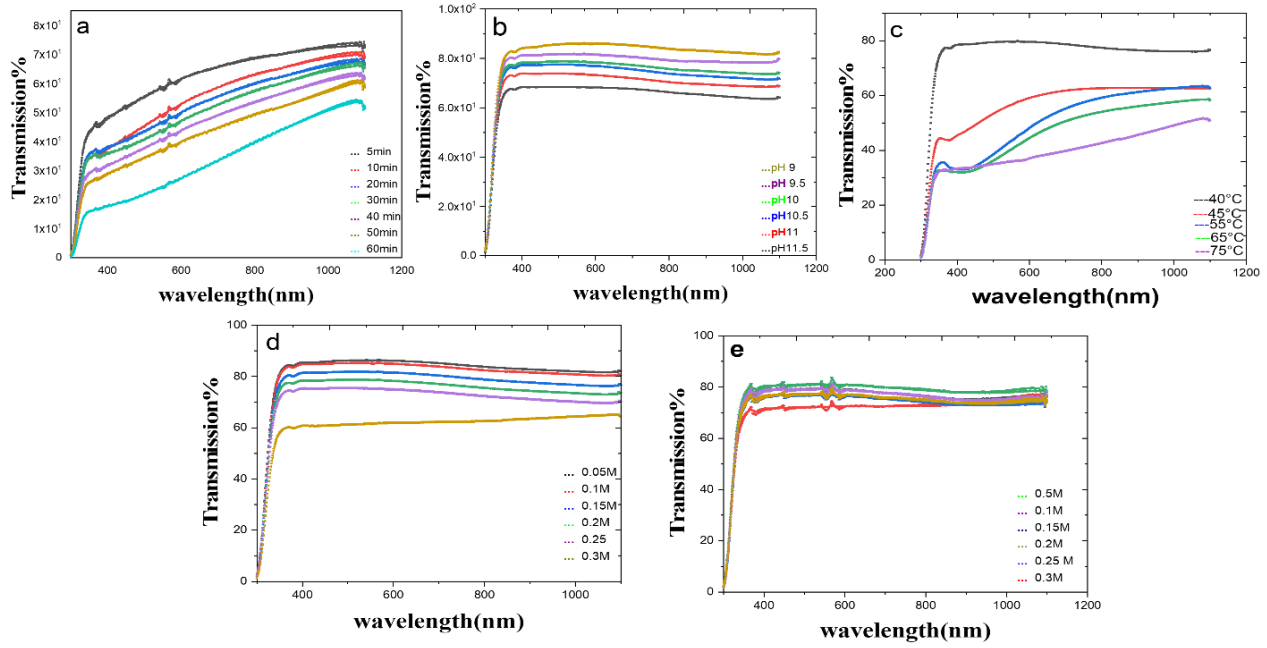 a
8x10¹
7x10¹
6x10¹
5x10¹
4x10¹
3x10¹
2x10¹
1x10¹
0
Transmission%
400
600
800
1000
1200
wavelength(nm)
5min
10min
20min
30min
40 min
50min
60min
b
1.0x10²
8.0x10¹
6.0x10¹
4.0x10¹
2.0x10¹
0.0
Transmission%
400
600
800
1000
1200
wavelength(nm)
pH 9
pH 9.5
pH10
pH10.5
pH11
pH11.5
c
80
60
40
20
0
Transmission%
200
400
600
800
1000
1200
wavelength(nm)
40°C
45°C
55°C
65°C
75°C
d
100
80
60
40
20
0
Transmission%
400
600
800
1000
wavelength(nm)
0.05M
0.1M
0.15M
0.2M
0.25
0.3M
e
100
80
60
40
20
0
Transmission%
400
600
800
1000
1200
wavelength(nm)
0.5M
0.1M
0.15M
0.2M
0.25 M
0.3M